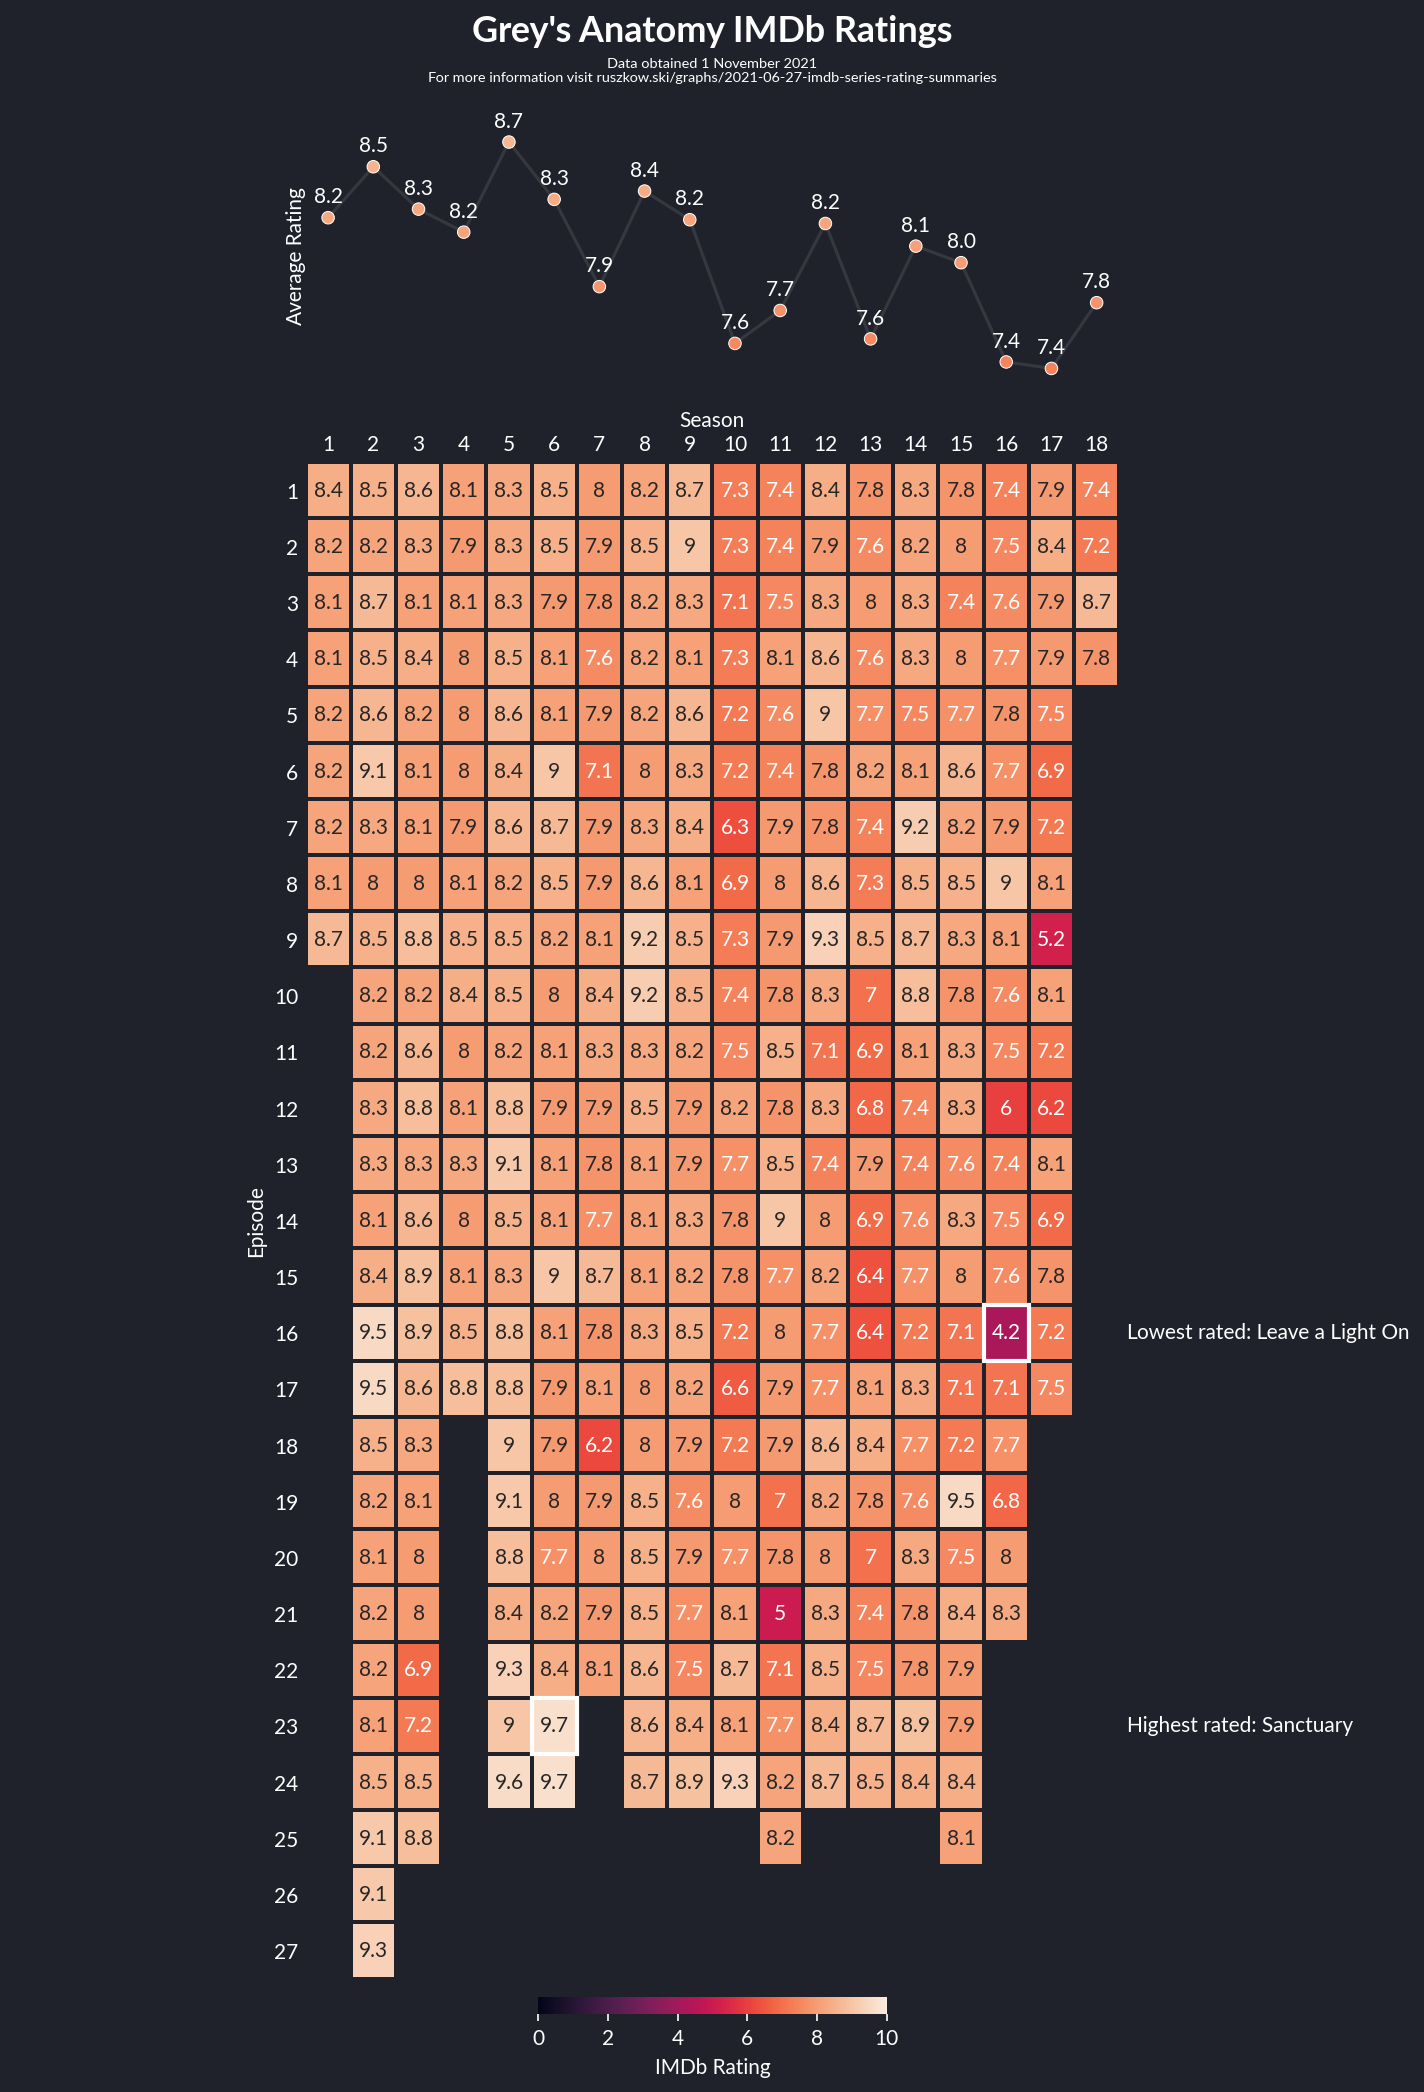 Grey's Anatomy IMDb Ratings
Data obtained 1 November 2021
For more information visit ruszkow.ski/graphs/2021-06-27-imdb-series-rating-summaries
Average Rating
8.2 8.5 8.3 8.2 8.7 8.3 7.9 8.4 8.2 7.6 7.7 8.2 7.6 8.1 8.0 7.4 7.4 7.8
Season
1 2 3 4 5 6 7 8 9 10 11 12 13 14 15 16 17 18
Episode
1 8.4 8.5 8.6 8.1 8.3 8.5 8 8.2 8.7 7.3 7.4 8.4 7.8 8.3 7.8 7.4 7.9 7.4
2 8.2 8.2 8.3 7.9 8.3 8.5 7.9 8.5 9 7.3 7.4 7.9 7.6 8.2 8 7.5 8.4 7.2
3 8.1 8.7 8.1 8.1 8.3 7.9 7.8 8.2 8.3 7.1 7.5 8.3 8 8.3 7.4 7.6 7.9 8.7
4 8.1 8.5 8.4 8 8.5 8.1 7.6 8.2 8.1 7.3 8.1 8.6 7.6 8.3 8 7.7 7.9 7.8
5 8.2 8.6 8.2 8 8.6 8.1 7.9 8.2 8.6 7.2 7.6 9 7.7 7.5 7.7 7.8 7.5
6 8.2 9.1 8.1 8 8.4 9 7.1 8 8.3 7.2 7.4 7.8 8.2 8.1 8.6 7.7 6.9
7 8.2 8.3 8.1 7.9 8.6 8.7 7.9 8.3 8.4 6.3 7.9 7.8 7.4 9.2 8.2 7.9 7.2
8 8.1 8 8 8.1 8.2 8.5 7.9 8.6 8.1 6.9 8 8.6 7.3 8.5 8.5 9 8.1
9 8.7 8.5 8.8 8.5 8.5 8.2 8.1 9.2 8.5 7.3 7.9 9.3 8.5 8.7 8.3 8.1 5.2
10 8.2 8.2 8.4 8.5 8 8.4 9.2 8.5 7.4 7.8 8.3 7 8.8 7.8 7.6 8.1
11 8.2 8.6 8 8.2 8.1 8.3 8.3 8.2 7.5 8.5 7.1 6.9 8.1 8.3 7.5 7.2
12 8.3 8.8 8.1 8.8 7.9 7.9 8.5 7.9 8.2 7.8 8.3 6.8 7.4 8.3 6 6.2
13 8.3 8.3 8.3 9.1 8.1 7.8 8.1 7.9 7.7 8.5 7.4 7.9 7.4 7.6 7.4 8.1
14 8.1 8.6 8 8.5 8.1 7.7 8.1 8.3 7.8 9 8 6.9 7.6 8.3 7.5 6.9
15 8.4 8.9 8.1 8.3 9 8.7 8.1 8.2 7.8 7.7 8.2 6.4 7.7 8 7.6 7.8
16 9.5 8.9 8.5 8.8 8.1 7.8 8.3 8.5 7.2 8 7.7 6.4 7.2 7.1 4.2 7.2 Lowest rated: Leave a Light On
17 9.5 8.6 8.8 8.8 7.9 8.1 8 8.2 6.6 7.9 7.7 8.1 8.3 7.1 7.1 7.5
18 8.5 8.3 9 7.9 6.2 8 7.9 7.2 7.9 8.6 8.4 7.7 7.2 7.7
19 8.2 8.1 9.1 8 7.9 8.5 7.6 8 7 8.2 7.8 7.6 9.5 6.8
20 8.1 8 8.8 7.7 8 8.5 7.9 7.7 7.8 8 7 8.3 7.5 8
21 8.2 8 8.4 8.2 7.9 8.5 7.7 8.1 5 8.3 7.4 7.8 8.4 8.3
22 8.2 6.9 9.3 8.4 8.1 8.6 7.5 8.7 7.1 8.5 7.5 7.8 7.9
23 8.1 7.2 9 9.7 8.6 8.4 8.1 7.7 8.4 8.7 8.9 7.9 Highest rated: Sanctuary
24 8.5 8.5 9.6 9.7 8.7 8.9 9.3 8.2 8.7 8.5 8.4 8.4
25 9.1 8.8 8.2 8.1
26 9.1
27 9.3
0 2 4 6 8 10
IMDb Rating